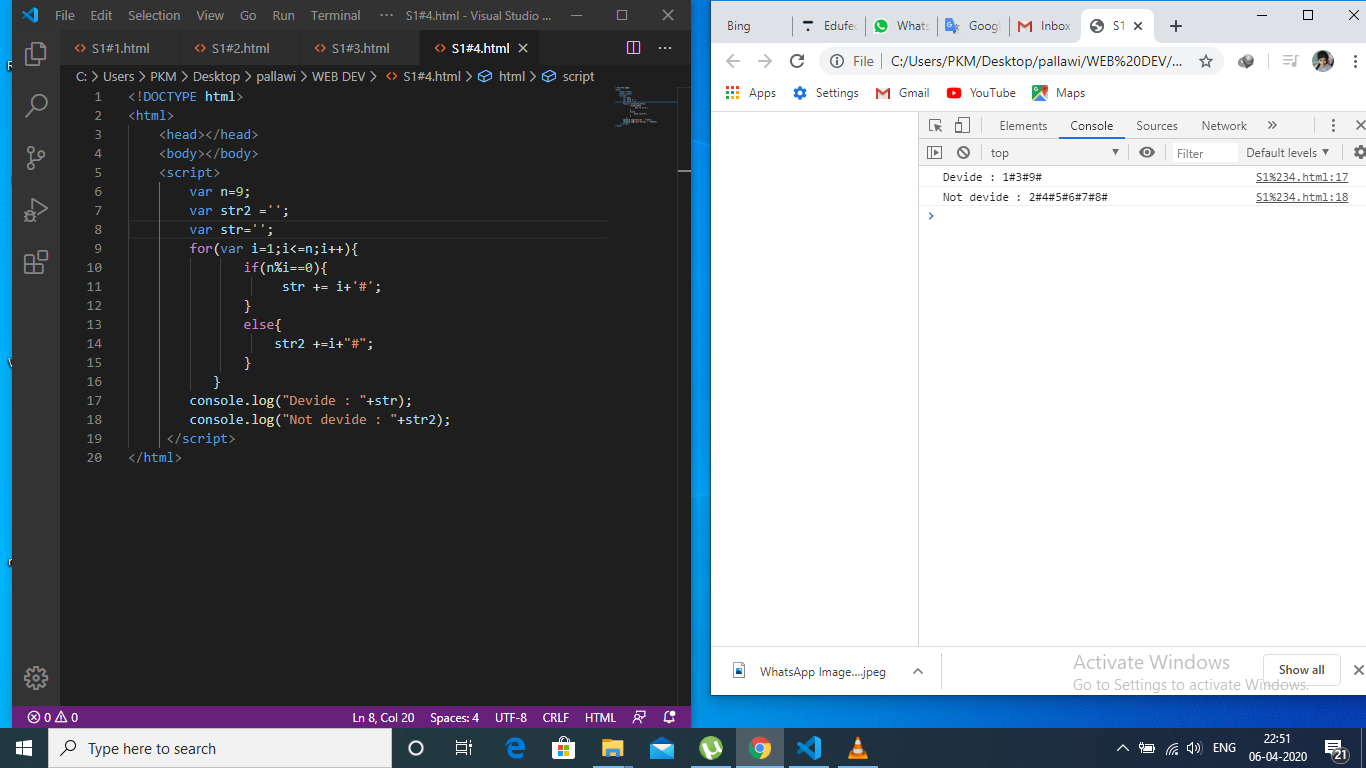 File Edit Selection View Go Run Terminal ··· S1#4.html - Visual Studio ...
S1#1.html S1#2.html S1#3.html S1#4.html
C: > Users > PKM > Desktop > pallawi > WEB DEV > S1#4.html > html > script
1 <!DOCTYPE html>
2 <html>
3 <head></head>
4 <body></body>
5 <script>
6 var n=9;
7 var str2 ='';
8 var str='';
9 for(var i=1;i<=n;i++){
10 if(n%i==0){
11 str += i+'#';
12 }
13 else{
14 str2 +=i+"#";
15 }
16 }
17 console.log("Devide : "+str);
18 console.log("Not devide : "+str2);
19 </script>
20 </html>
0 0 Ln 8, Col 20 Spaces: 4 UTF-8 CRLF HTML
Bing Edufe Whats Googl Inbox S1
File | C:/Users/PKM/Desktop/pallawi/WEB%20DEV/...
Apps Settings Gmail YouTube Maps
Elements Console Sources Network »
top Filter Default levels
Devide : 1#3#9# S1%234.html:17
Not devide : 2#4#5#6#7#8# S1%234.html:18
>
WhatsApp Image....jpeg Show all
Activate Windows
Go to Settings to activate Windows.
Type here to search ENG 22:51
06-04-2020 21